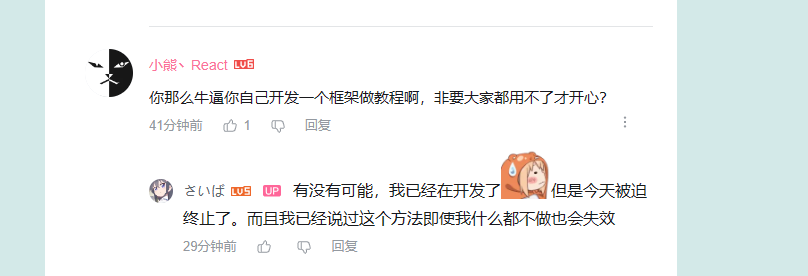 小熊丶React LV6
你那么牛逼你自己开发一个框架做教程啊，非要大家都用不了才开心？
41分钟前 1 回复
さいば LV5 UP 有没有可能，我已经在开发了 但是今天被迫
终止了。而且我已经说过这个方法即使我什么都不做也会失效
29分钟前 回复